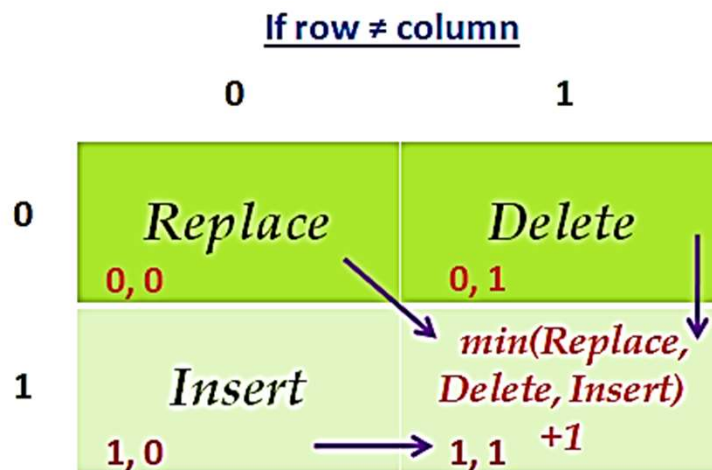 If row ≠ column
0 1
0 Replace Delete
0, 0 0, 1
1 Insert min(Replace,
Delete, Insert)
+1
1, 0 1, 1